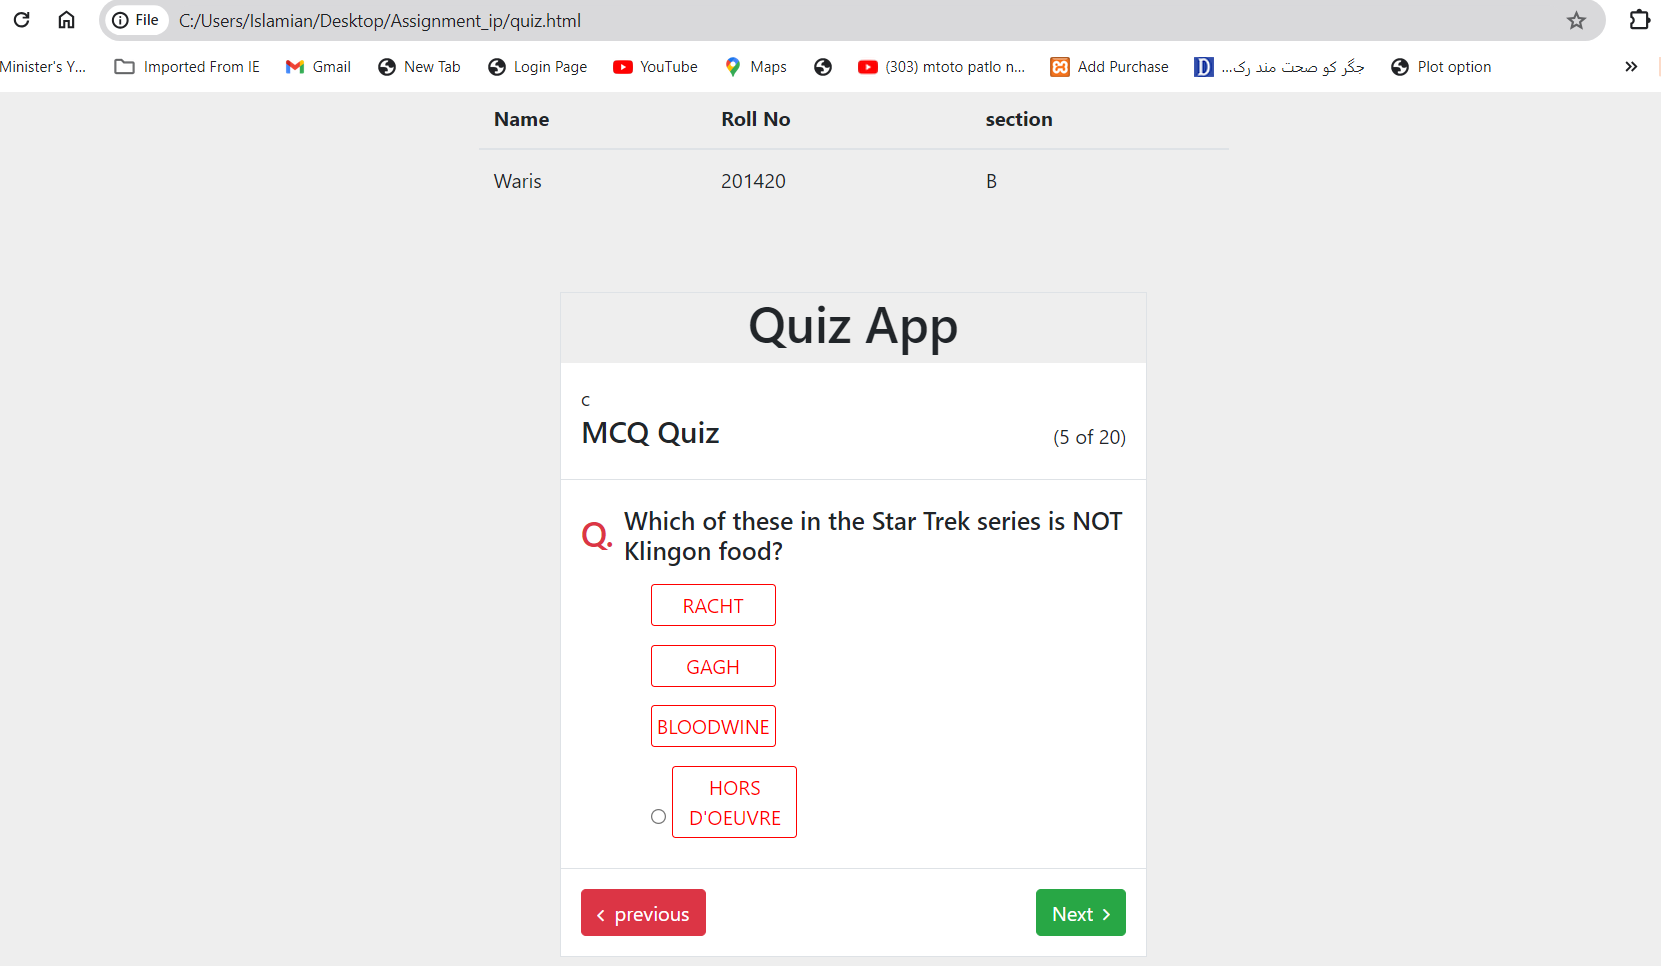 File C:/Users/Islamian/Desktop/Assignment_ip/quiz.html
Minister's Y... Imported From IE Gmail New Tab Login Page YouTube Maps (303) mtoto patlo n... Add Purchase D جگر کو صحت مند رک... Plot option »
Name Roll No section
Waris 201420 B
Quiz App
c
MCQ Quiz (5 of 20)
Q. Which of these in the Star Trek series is NOT
Klingon food?
RACHT
GAGH
BLOODWINE
HORS
D'OEUVRE
‹ previous Next ›